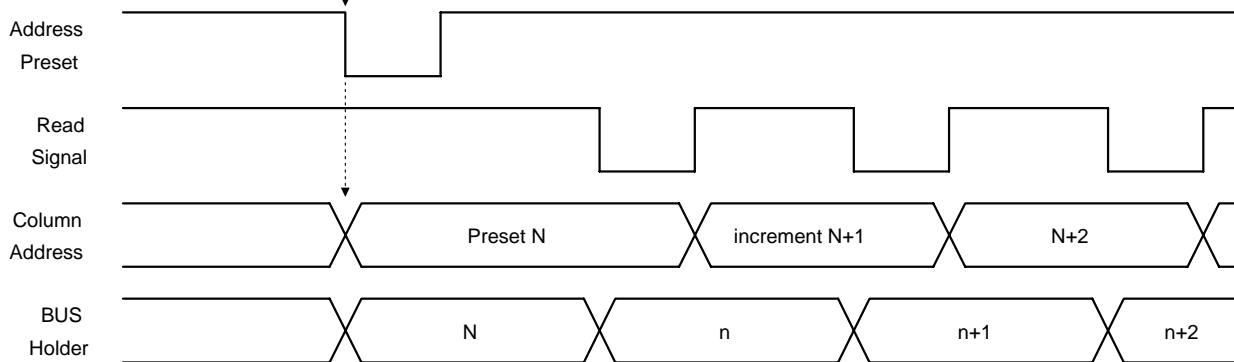 Address
Preset
Read
Signal
Column
Address
Preset N
increment N+1
N+2
BUS
Holder
N
n
n+1
n+2